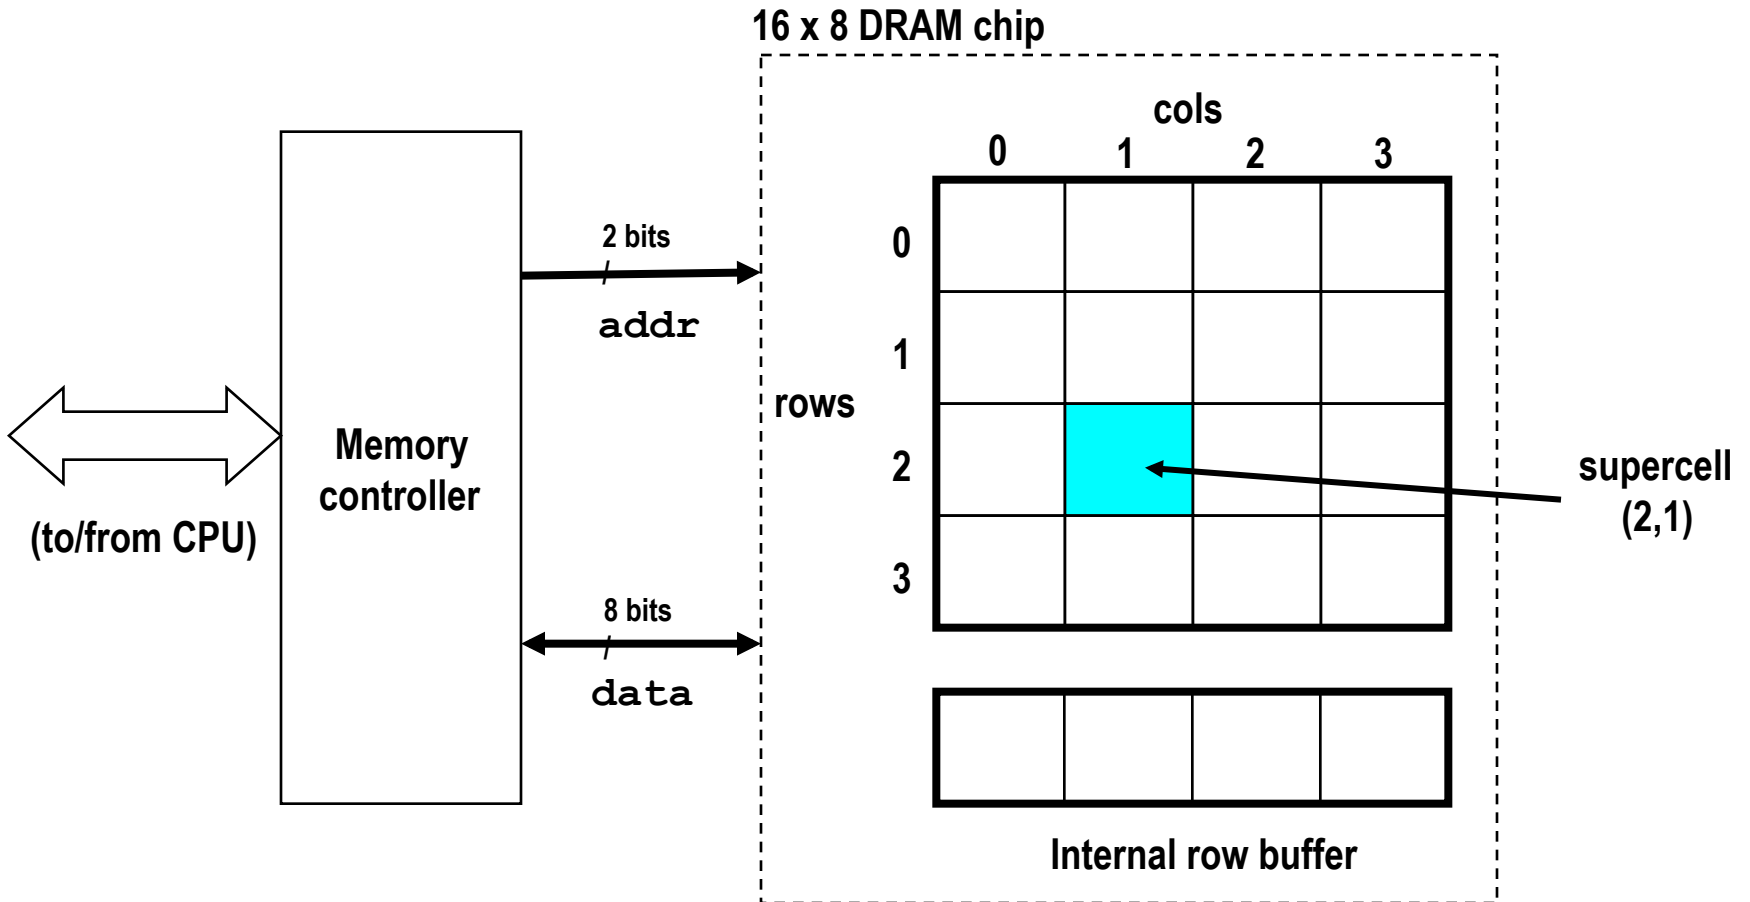 16 x 8 DRAM chip
cols
0 1 2 3
2 bits
addr
0
1
rows
2
3
Memory
controller
(to/from CPU)
supercell
(2,1)
8 bits
data
Internal row buffer